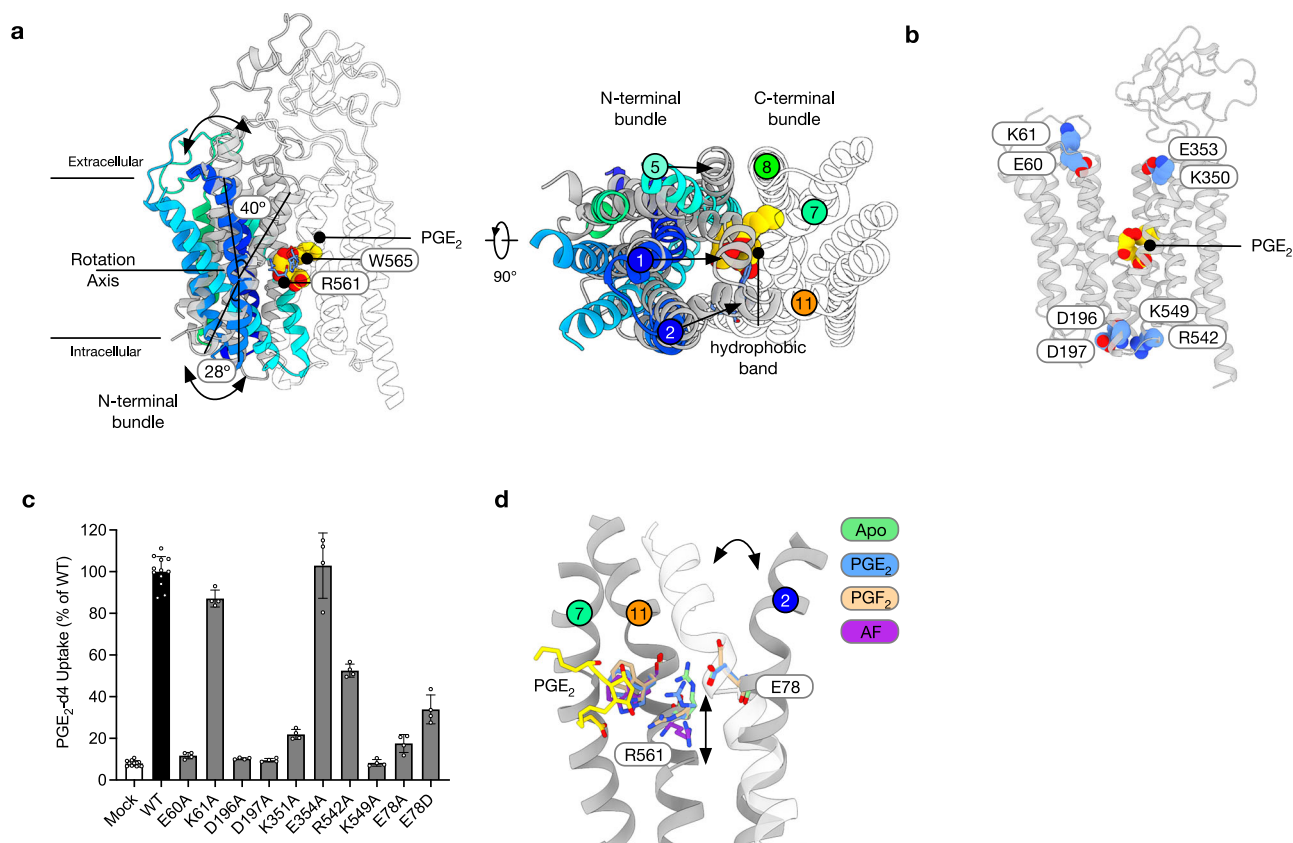 a
Extracellular
40º
Rotation
Axis
PGE2
W565
R561
Intracellular
28º
N-terminal
bundle
90°
N-terminal
bundle
C-terminal
bundle
5
8
7
1
2
11
hydrophobic
band
b
K61
E60
E353
K350
PGE2
D196
D197
K549
R542
c
PGE2-d4 Uptake (% of WT)
120
100
80
60
40
20
0
Mock
WT
E60A
K61A
D196A
D197A
K351A
E354A
R542A
K549A
E78A
E78D
d
7
11
2
PGE2
E78
R561
Apo
PGE2
PGF2
AF